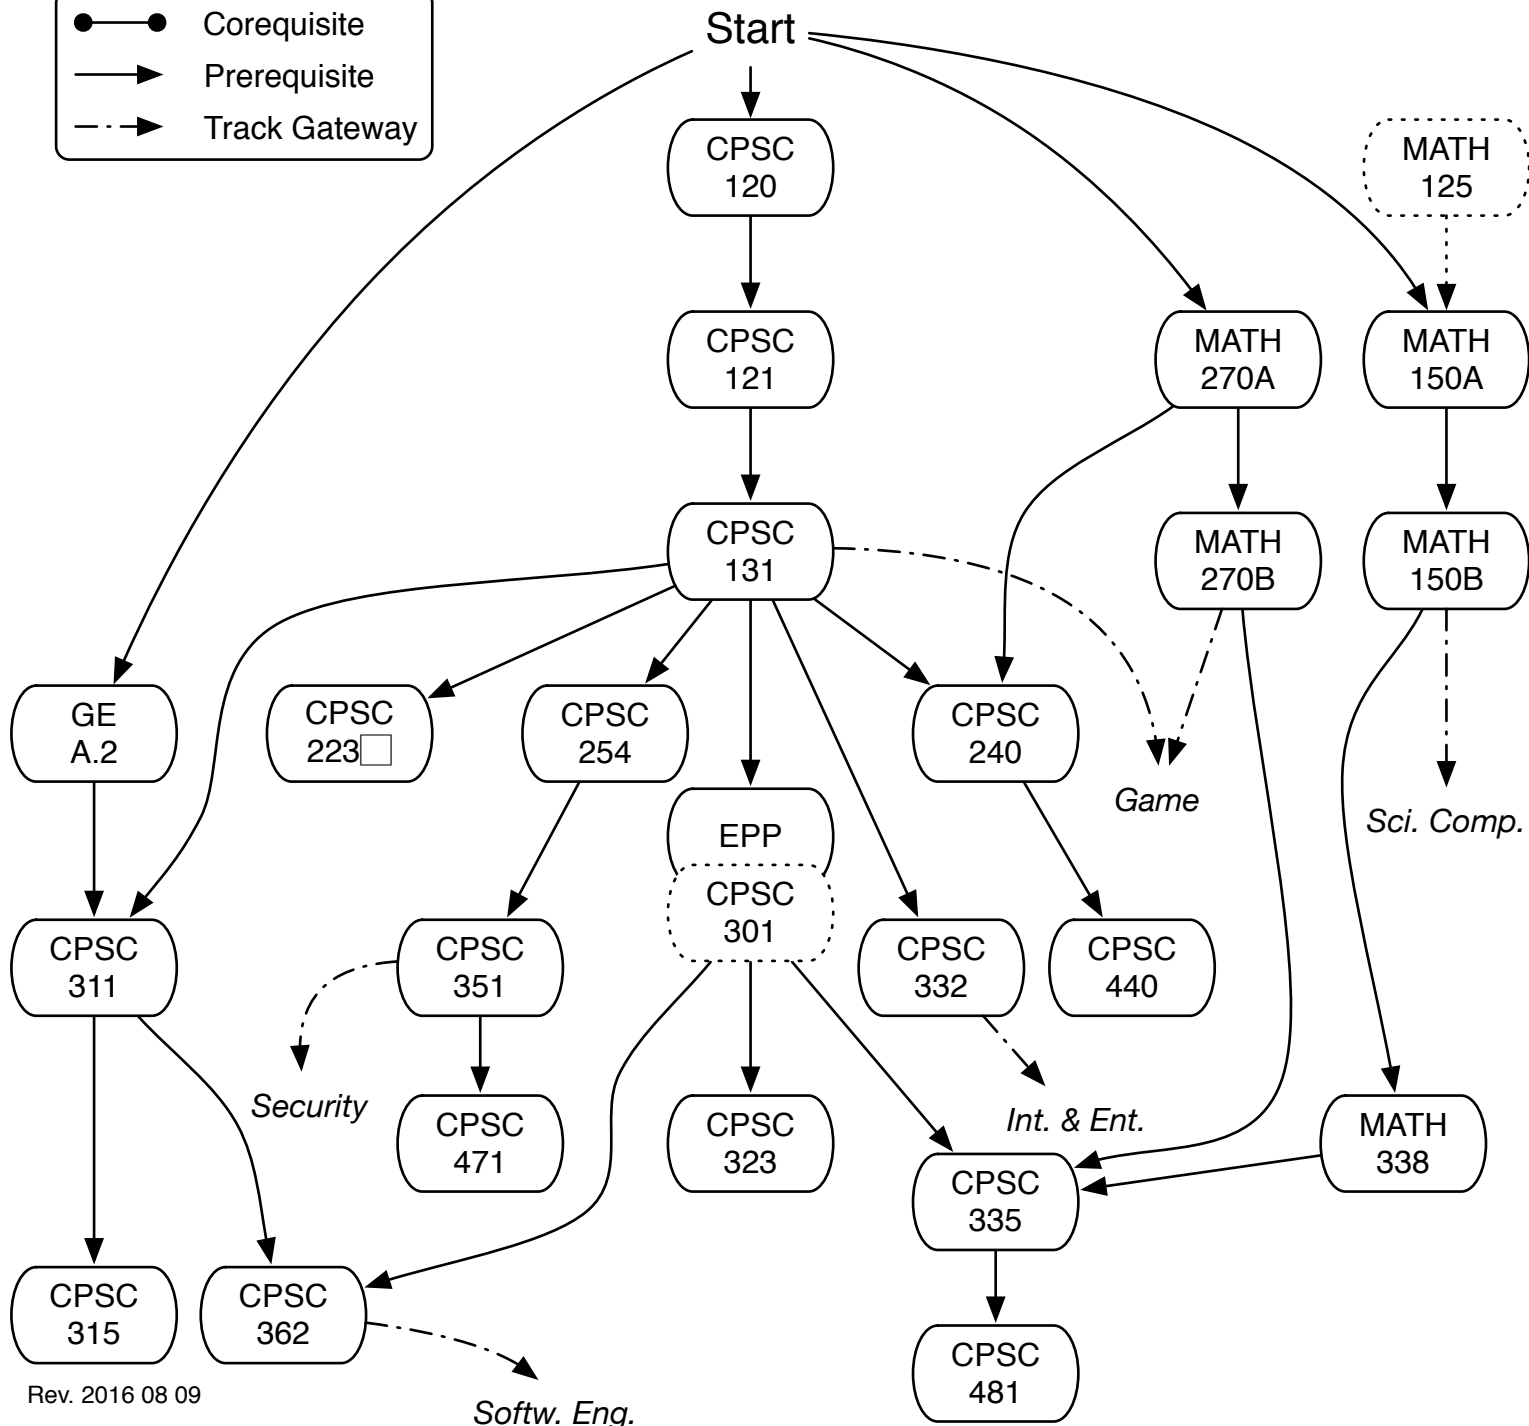 Corequisite
Prerequisite
Track Gateway
Start
CPSC
120
MATH
125
CPSC
121
MATH
270A
MATH
150A
CPSC
131
MATH
270B
MATH
150B
GE
A.2
CPSC
223
CPSC
254
CPSC
240
Game
Sci. Comp.
EPP
CPSC
301
CPSC
311
CPSC
351
CPSC
332
CPSC
440
Security
CPSC
471
CPSC
323
Int. & Ent.
CPSC
335
MATH
338
CPSC
315
CPSC
362
CPSC
481
Rev. 2016 08 09
Softw. Eng.